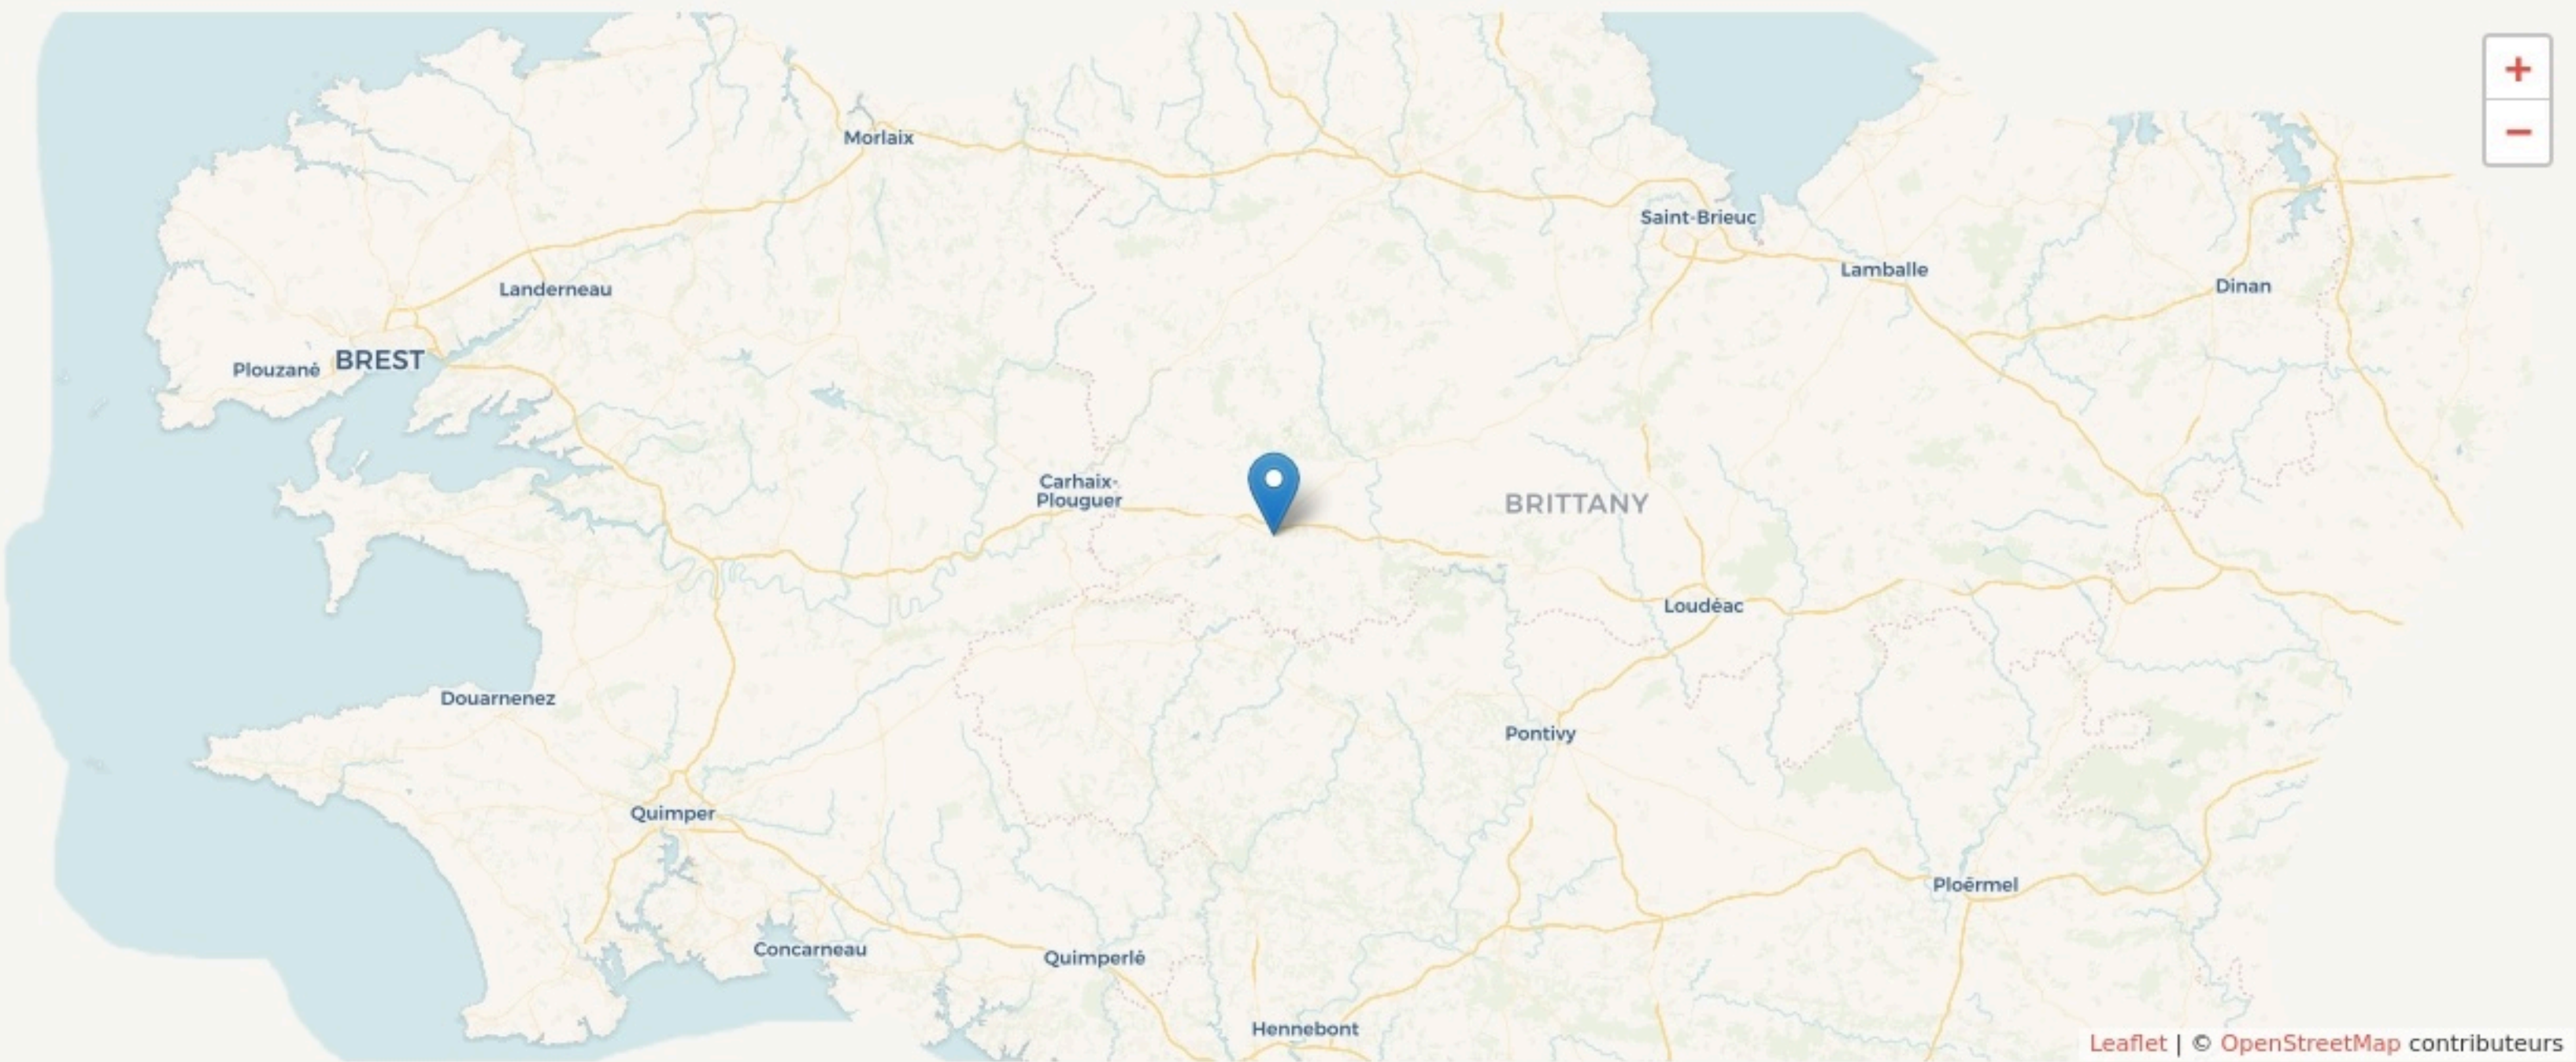 +
−
Morlaix
Saint-Brieuc
Lamballe
Dinan
Landerneau
Plouzané
BREST
Carhaix-
Plouguer
BRITTANY
Loudéac
Douarnenez
Pontivy
Quimper
Ploërmel
Concarneau
Quimperlé
Hennebont
Leaflet | © OpenStreetMap contributeurs